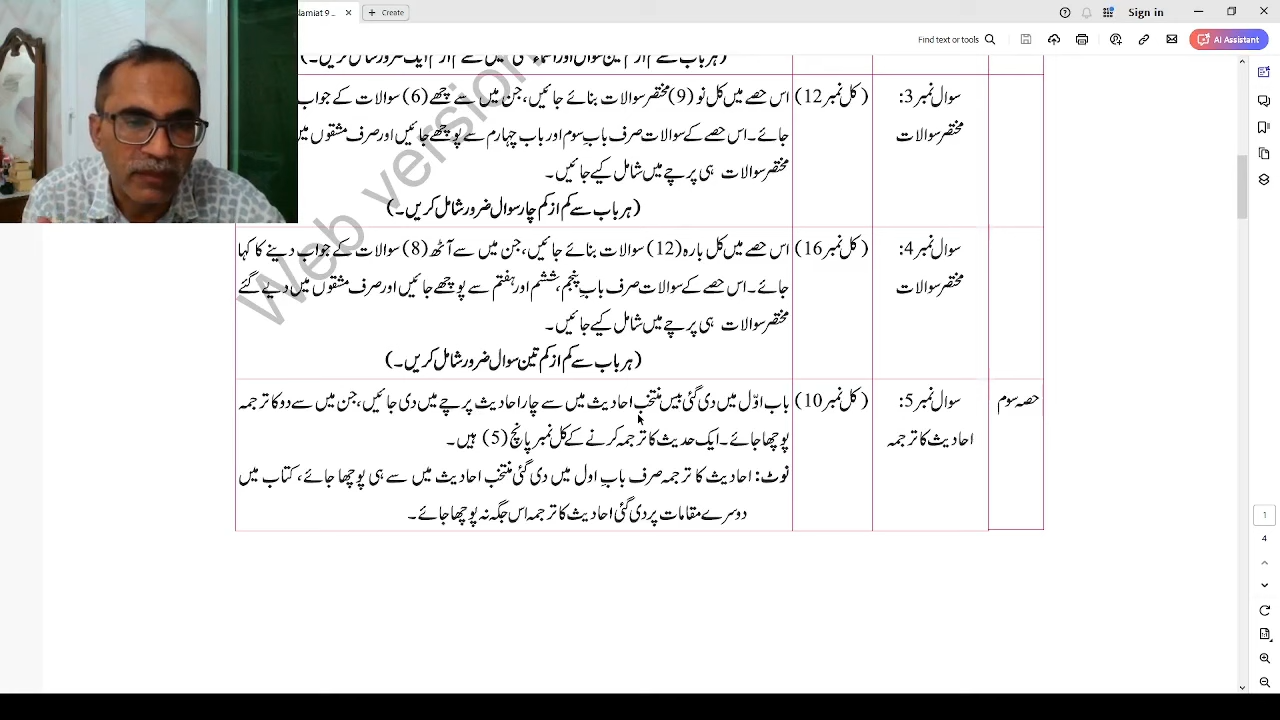 lamiat 9 ...
Create
Sign in
Find text or tools
AI Assistant
سوال نمبر 3: (کل نمبر 12) اس حصے میں کل نو (9) مختصر سوالات بنائے جائیں، جن میں سے چھے (6) سوالات کے جواب
مختصر سوالات جائے۔ اس حصے کے سوالات صرف بابِ سوم اور باب چہارم سے پوچھے جائیں اور صرف مشقوں میں
مختصر سوالات ہی پرچے میں شامل کیے جائیں۔
(ہر باب سے کم از کم چار سوال ضرور شامل کریں۔)
سوال نمبر 4: (کل نمبر 16) اس حصے میں کل بارہ (12) سوالات بنائے جائیں، جن میں سے آٹھ (8) سوالات کے جواب دینے کا کہا
مختصر سوالات جائے۔ اس حصے کے سوالات صرف بابِ پنجم، ششم اور ہفتم سے پوچھے جائیں اور صرف مشقوں میں دیے گئے
مختصر سوالات ہی پرچے میں شامل کیے جائیں۔
(ہر باب سے کم از کم تین سوال ضرور شامل کریں۔)
حصہ سوم سوال نمبر 5: (کل نمبر 10) باب اوّل میں دی گئی بیس منتخب احادیث میں سے چار احادیث پرچے میں دی جائیں، جن میں سے دو کا ترجمہ
احادیث کا ترجمہ پوچھا جائے۔ ایک حدیث کا ترجمہ کرنے کے کل نمبر پانچ (5) ہیں۔
نوٹ: احادیث کا ترجمہ صرف بابِ اول میں دی گئی منتخب احادیث میں سے ہی پوچھا جائے، کتاب میں
دوسرے مقامات پر دی گئی احادیث کا ترجمہ اس جگہ نہ پوچھا جائے۔
Web version
1
4